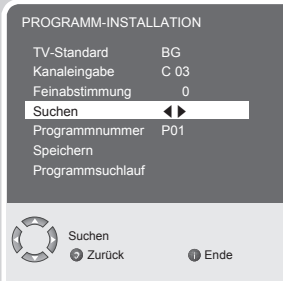 PROGRAMM-INSTALLATION
TV-Standard BG
Kanaleingabe C 03
Feinabstimmung 0
Suchen
Programmnummer P01
Speichern
Programmsuchlauf
Suchen
Zurück Ende